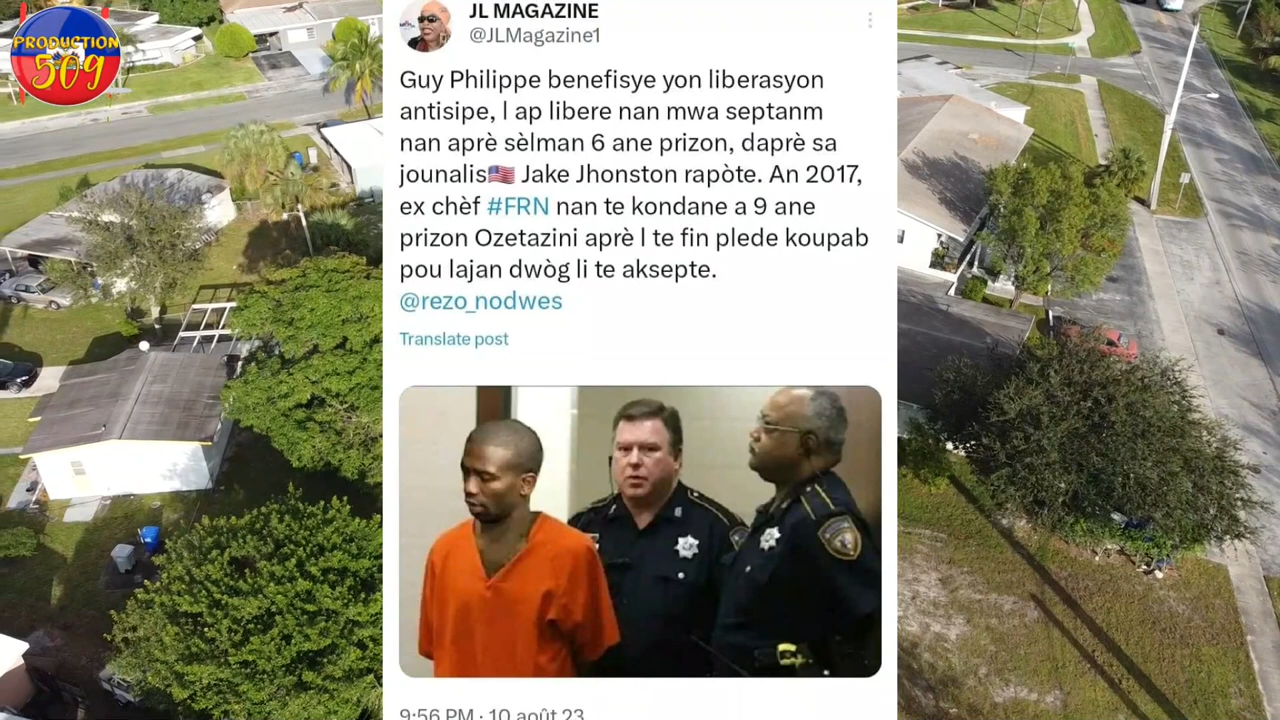 PRODUCTION
509
JL MAGAZINE
@JLMagazine1
Guy Philippe benefisye yon liberasyon
antisipe, l ap libere nan mwa septanm
nan aprè sèlman 6 ane prizon, daprè sa
jounalis🇺🇸 Jake Jhonston rapòte. An 2017,
ex chèf #FRN nan te kondane a 9 ane
prizon Ozetazini aprè l te fin plede koupab
pou lajan dwòg li te aksepte.
@rezo_nodwes
Translate post
9:56 PM · 10 août 23